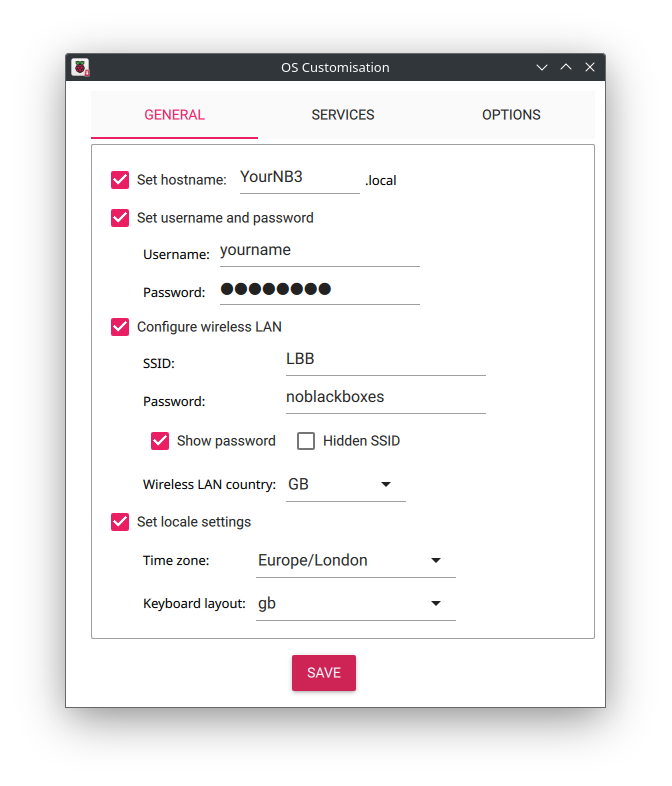 OS Customisation
GENERAL SERVICES OPTIONS
Set hostname: YourNB3 .local
Set username and password
Username: yourname
Password: ●●●●●●●●
Configure wireless LAN
SSID: LBB
Password: noblackboxes
Show password Hidden SSID
Wireless LAN country: GB
Set locale settings
Time zone: Europe/London
Keyboard layout: gb
SAVE